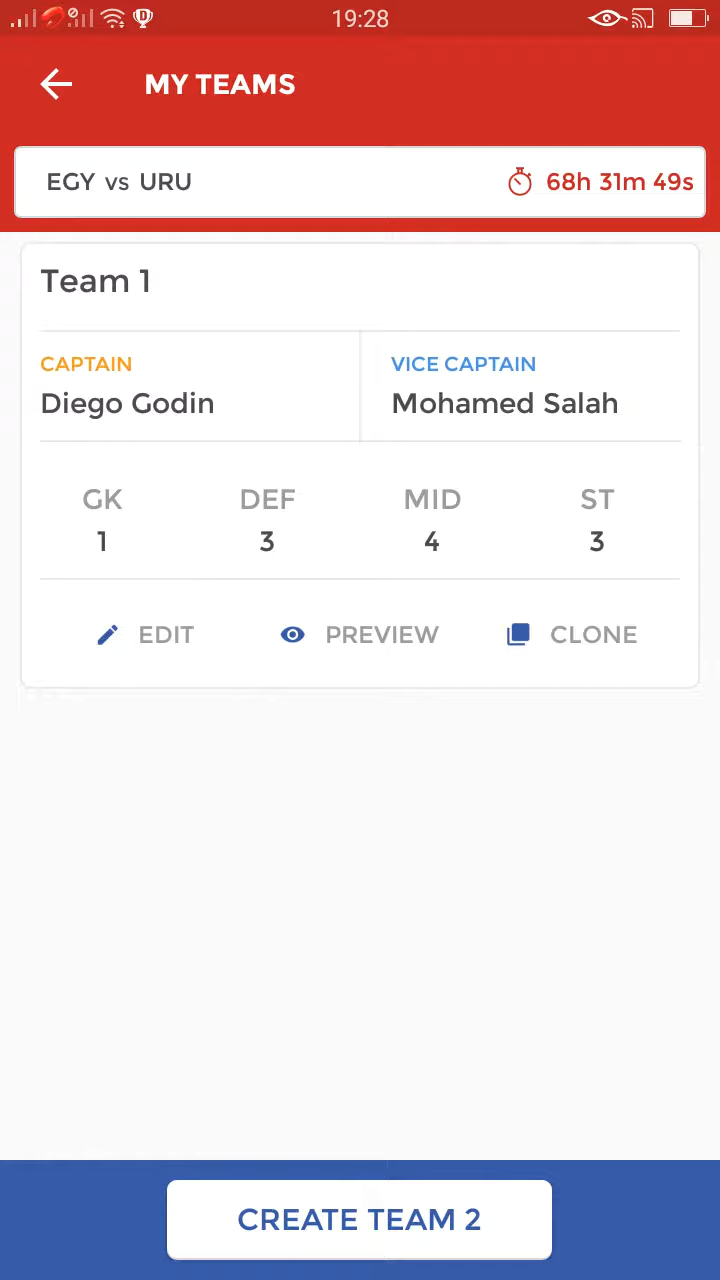 19:28
MY TEAMS
EGY vs URU 68h 31m 49s
Team 1
CAPTAIN VICE CAPTAIN
Diego Godin Mohamed Salah
GK DEF MID ST
1 3 4 3
EDIT PREVIEW CLONE
CREATE TEAM 2